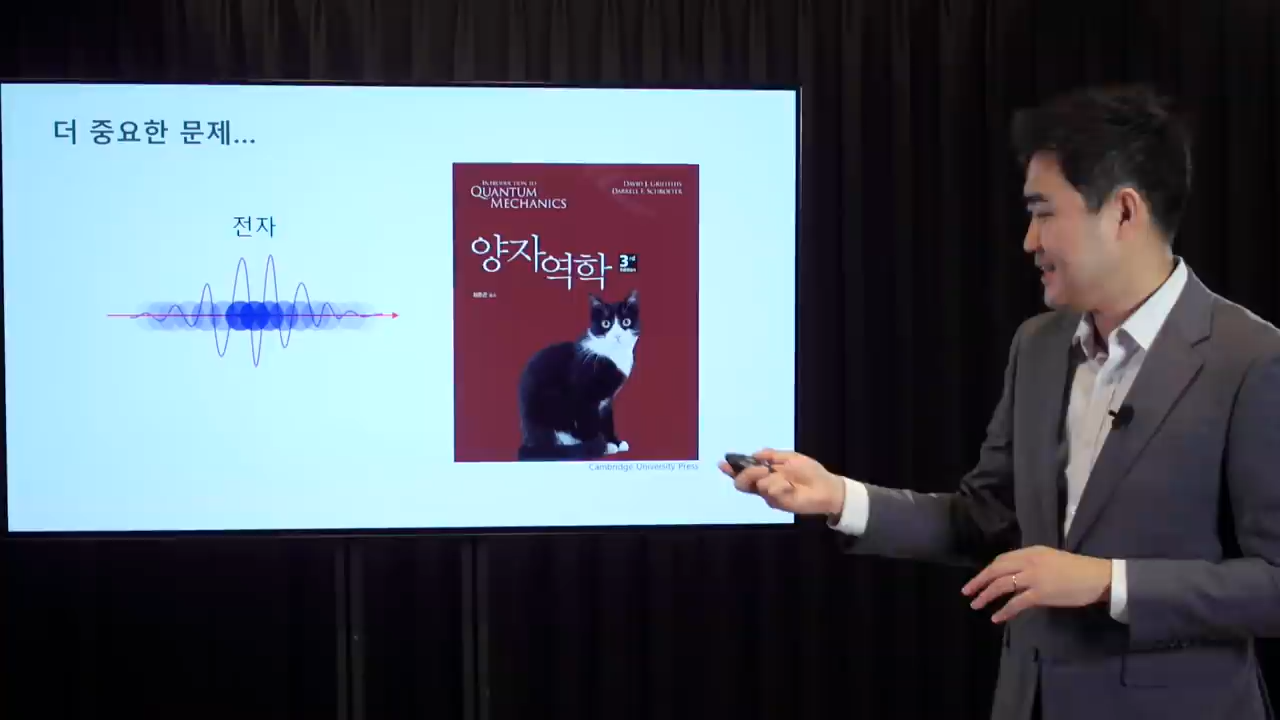 더 중요한 문제...
전자
INTRODUCTION TO
QUANTUM
MECHANICS
DAVID J. GRIFFITHS
DARRELL F. SCHROETER
양자역학
3rd
Cambridge University Press